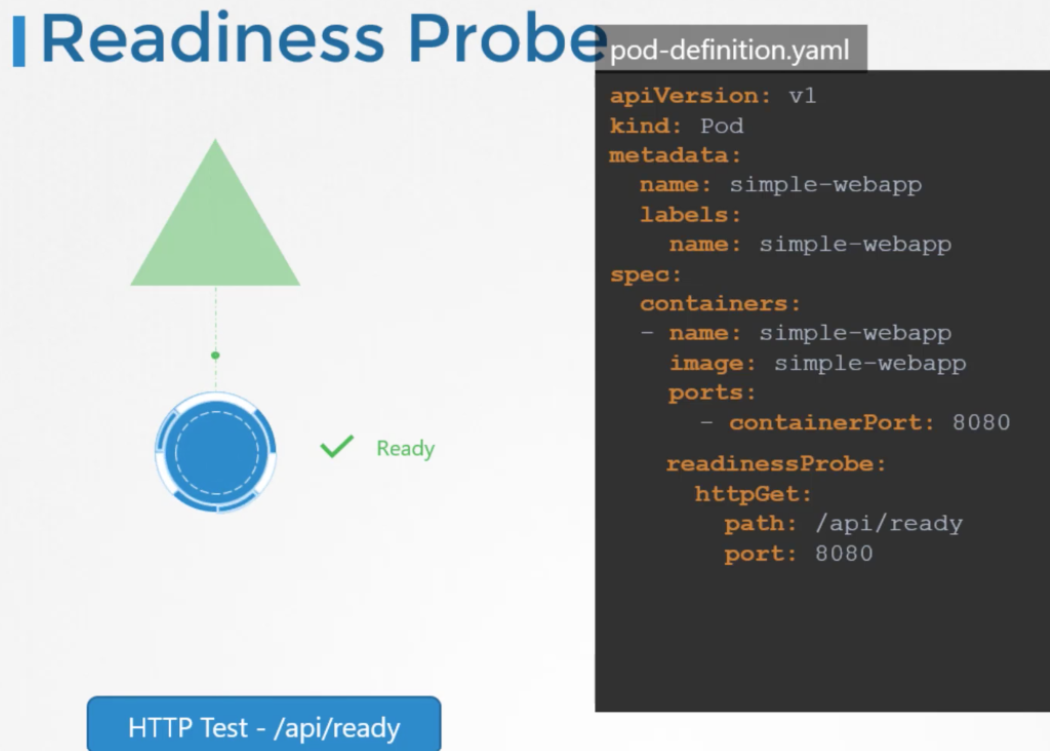 Readiness Probe
pod-definition.yaml
apiVersion: v1
kind: Pod
metadata:
  name: simple-webapp
  labels:
    name: simple-webapp
spec:
  containers:
  - name: simple-webapp
    image: simple-webapp
    ports:
      - containerPort: 8080
    readinessProbe:
      httpGet:
        path: /api/ready
        port: 8080
Ready
HTTP Test - /api/ready